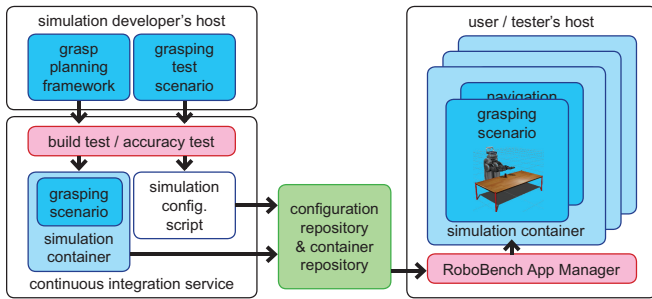 simulation developer's host
grasp
planning
framework
grasping
test
scenario
build test / accuracy test
grasping
scenario
simulation
container
simulation
config.
script
continuous integration service
configuration
repository
& container
repository
user / tester's host
navigation
grasping
scenario
simulation container
RoboBench App Manager